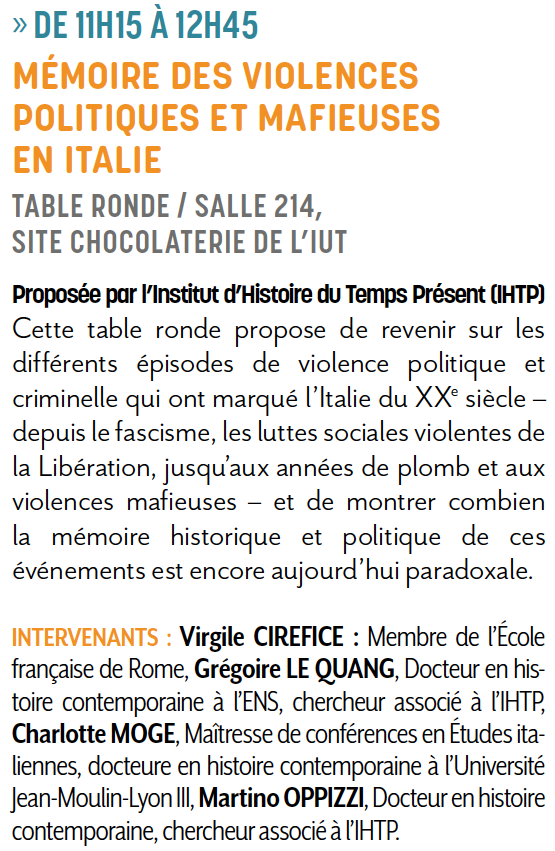 » DE 11H15 À 12H45
MÉMOIRE DES VIOLENCES
POLITIQUES ET MAFIEUSES
EN ITALIE
TABLE RONDE / SALLE 214,
SITE CHOCOLATERIE DE L’IUT
Proposée par l’Institut d’Histoire du Temps Présent (IHTP)
Cette table ronde propose de revenir sur les
différents épisodes de violence politique et
criminelle qui ont marqué l’Italie du XXe siècle –
depuis le fascisme, les luttes sociales violentes de
la Libération, jusqu’aux années de plomb et aux
violences mafieuses – et de montrer combien
la mémoire historique et politique de ces
événements est encore aujourd’hui paradoxale.
INTERVENANTS : Virgile CIREFICE : Membre de l’École
française de Rome, Grégoire LE QUANG, Docteur en his-
toire contemporaine à l’ENS, chercheur associé à l’IHTP,
Charlotte MOGE, Maîtresse de conférences en Études ita-
liennes, docteure en histoire contemporaine à l’Université
Jean-Moulin-Lyon III, Martino OPPIZZI, Docteur en histoire
contemporaine, chercheur associé à l’IHTP.